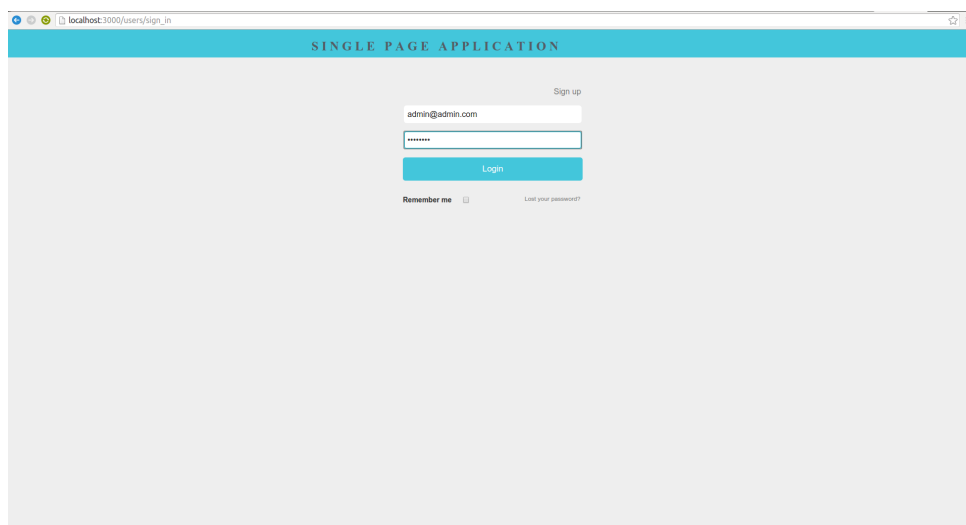 localhost:3000/users/sign_in
SINGLE PAGE APPLICATION
Sign up
admin@admin.com
••••••••
Login
Remember me
Lost your password?